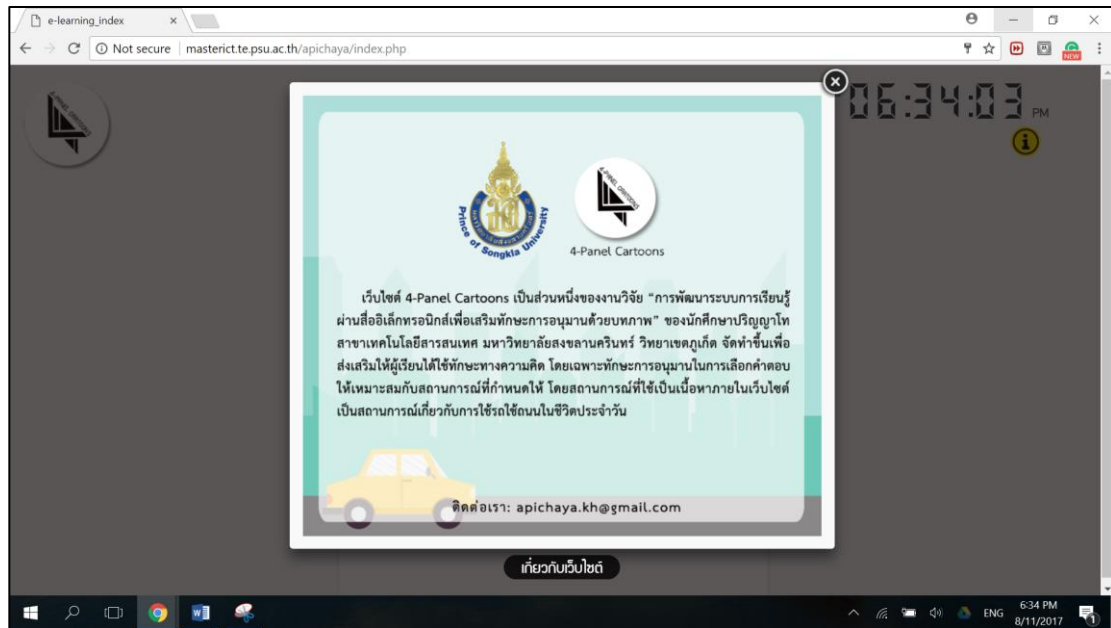 e-learning_index
Not secure
masterict.te.psu.ac.th/apichaya/index.php
NEW
4-PANEL CARTOONS
06:34:03 PM
Prince of Songkla University
4-PANEL CARTOONS
4-Panel Cartoons
เว็บไซต์ 4-Panel Cartoons เป็นส่วนหนึ่งของงานวิจัย "การพัฒนาระบบการเรียนรู้
ผ่านสื่ออิเล็กทรอนิกส์เพื่อเสริมทักษะการอนุมานด้วยบทภาพ" ของนักศึกษาปริญญาโท
สาขาเทคโนโลยีสารสนเทศ มหาวิทยาลัยสงขลานครินทร์ วิทยาเขตภูเก็ต จัดทำขึ้นเพื่อ
ส่งเสริมให้ผู้เรียนได้ใช้ทักษะทางความคิด โดยเฉพาะทักษะการอนุมานในการเลือกคำตอบ
ให้เหมาะสมกับสถานการณ์ที่กำหนดให้ โดยสถานการณ์ที่ใช้เป็นเนื้อหาภายในเว็บไซต์
เป็นสถานการณ์เกี่ยวกับการใช้รถใช้ถนนในชีวิตประจำวัน
ติดต่อเรา: apichaya.kh@gmail.com
เกี่ยวกับเว็บไซต์
ENG
6:34 PM
8/11/2017
1